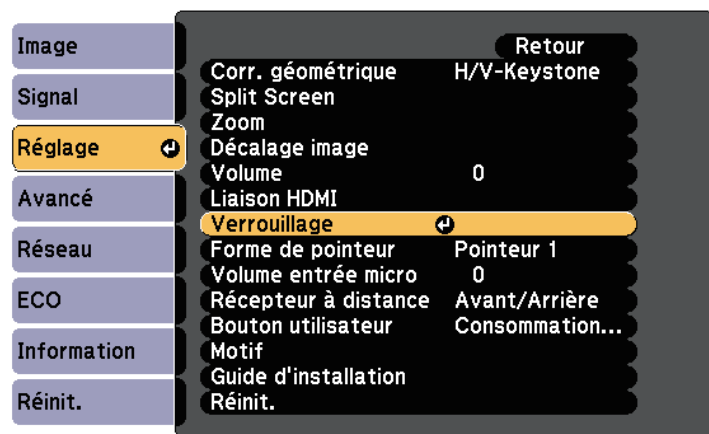 Image
Signal
Réglage
Avancé
Réseau
ECO
Information
Réinit.
Retour
Corr. géométrique H/V-Keystone
Split Screen
Zoom
Décalage image
Volume 0
Liaison HDMI
Verrouillage
Forme de pointeur Pointeur 1
Volume entrée micro 0
Récepteur à distance Avant/Arrière
Bouton utilisateur Consommation...
Motif
Guide d'installation
Réinit.